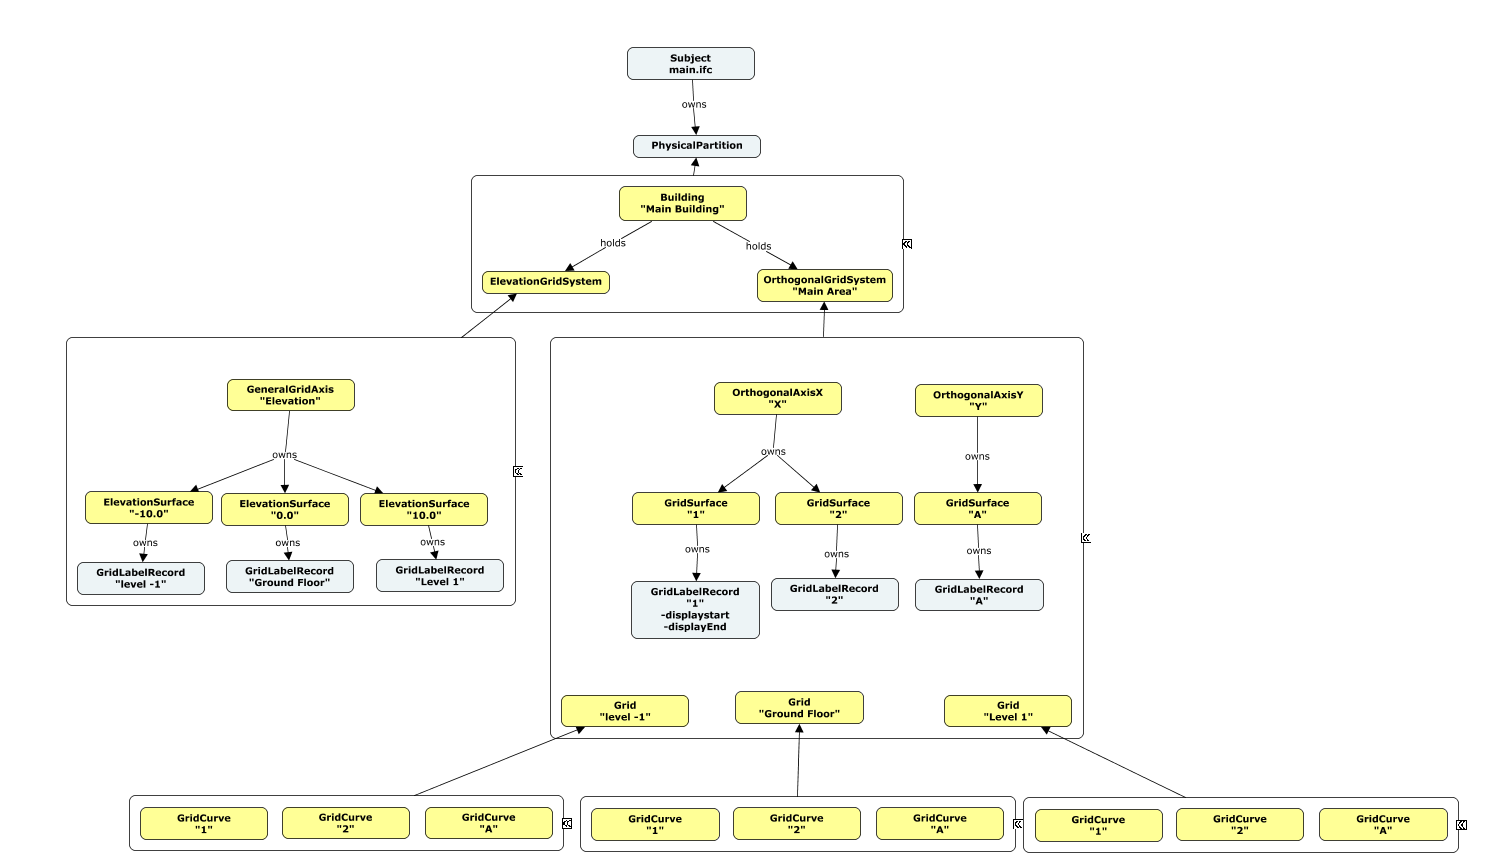 Subject
main.ifc
owns
PhysicalPartition
Building
"Main Building"
holds
holds
ElevationGridSystem
OrthogonalGridSystem
"Main Area"
GeneralGridAxis
"Elevation"
owns
ElevationSurface
"-10.0"
ElevationSurface
"0.0"
ElevationSurface
"10.0"
owns
owns
owns
GridLabelRecord
"level -1"
GridLabelRecord
"Ground Floor"
GridLabelRecord
"Level 1"
OrthogonalAxisX
"X"
OrthogonalAxisY
"Y"
owns
owns
GridSurface
"1"
GridSurface
"2"
GridSurface
"A"
owns
owns
owns
GridLabelRecord
"1"
-displaystart
-displayEnd
GridLabelRecord
"2"
GridLabelRecord
"A"
Grid
"level -1"
Grid
"Ground Floor"
Grid
"Level 1"
GridCurve
"1"
GridCurve
"2"
GridCurve
"A"
GridCurve
"1"
GridCurve
"2"
GridCurve
"A"
GridCurve
"1"
GridCurve
"2"
GridCurve
"A"